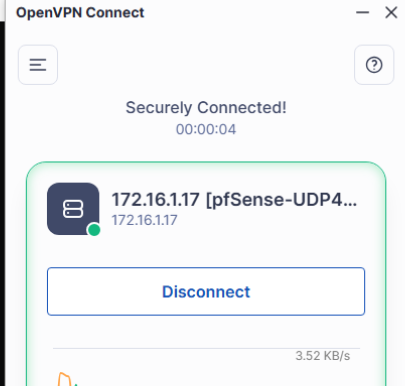 OpenVPN Connect
Securely Connected!
00:00:04
172.16.1.17 [pfSense-UDP4...
172.16.1.17
Disconnect
3.52 KB/s